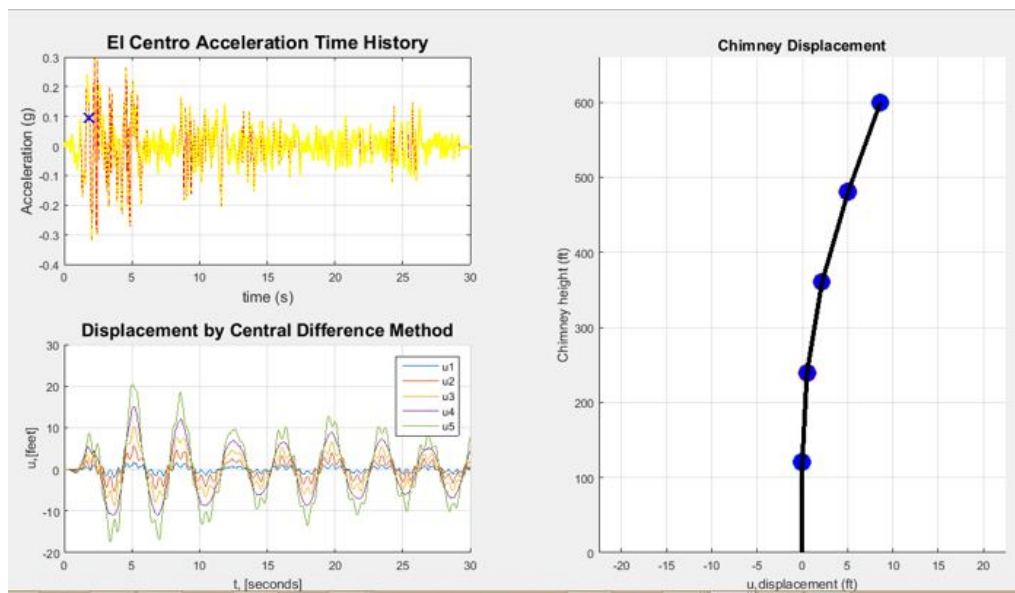 El Centro Acceleration Time History
Acceleration (g)
0.3
0.2
0.1
0
-0.1
-0.2
-0.3
-0.4
0 5 10 15 20 25 30
time (s)
Displacement by Central Difference Method
u,[feet]
30
20
10
0
-10
-20
u1
u2
u3
u4
u5
0 5 10 15 20 25 30
t, [seconds]
Chimney Displacement
Chimney height (ft)
600
500
400
300
200
100
0
-20 -15 -10 -5 0 5 10 15 20
u,displacement (ft)